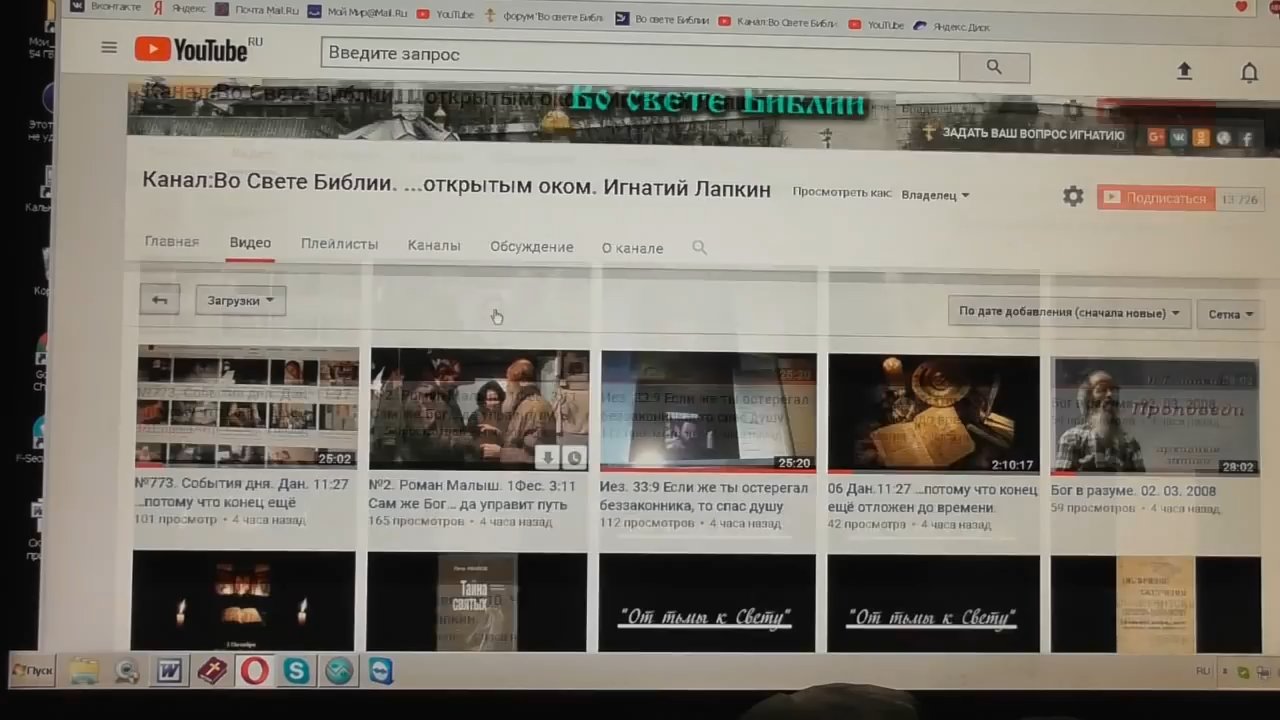 Вконтакте Яндекс Почта Mail.Ru Мой Мир@Mail.Ru YouTube форум "Во свете Библи Во свете Библии Канал:Во Свете Библи YouTube Яндекс.Диск
YouTube RU
Введите запрос
Во свете Библии
ЗАДАТЬ ВАШ ВОПРОС ИГНАТИЮ
Канал:Во Свете Библии. ...открытым оком. Игнатий Лапкин
Просмотреть как: Владелец
Подписаться 13 726
Главная Видео Плейлисты Каналы Обсуждение О канале
Загрузки
По дате добавления (сначала новые) Сетка
25:02
25:20
2:10:17
Проповеди
28:02
№773. События дня. Дан. 11:27
...потому что конец ещё
101 просмотр • 4 часа назад
№2. Роман Малыш. 1Фес. 3:11
Сам же Бог... да управит путь
165 просмотров • 4 часа назад
Иез. 33:9 Если же ты остерегал
беззаконника, то спас душу
112 просмотров • 4 часа назад
06 Дан.11:27 ...потому что конец
ещё отложен до времени.
42 просмотра • 4 часа назад
Бог в разуме. 02. 03. 2008
59 просмотров • 4 часа назад
Тайна
святых
"От тьмы к Свету"
"От тьмы к Свету"
Пуск
RU